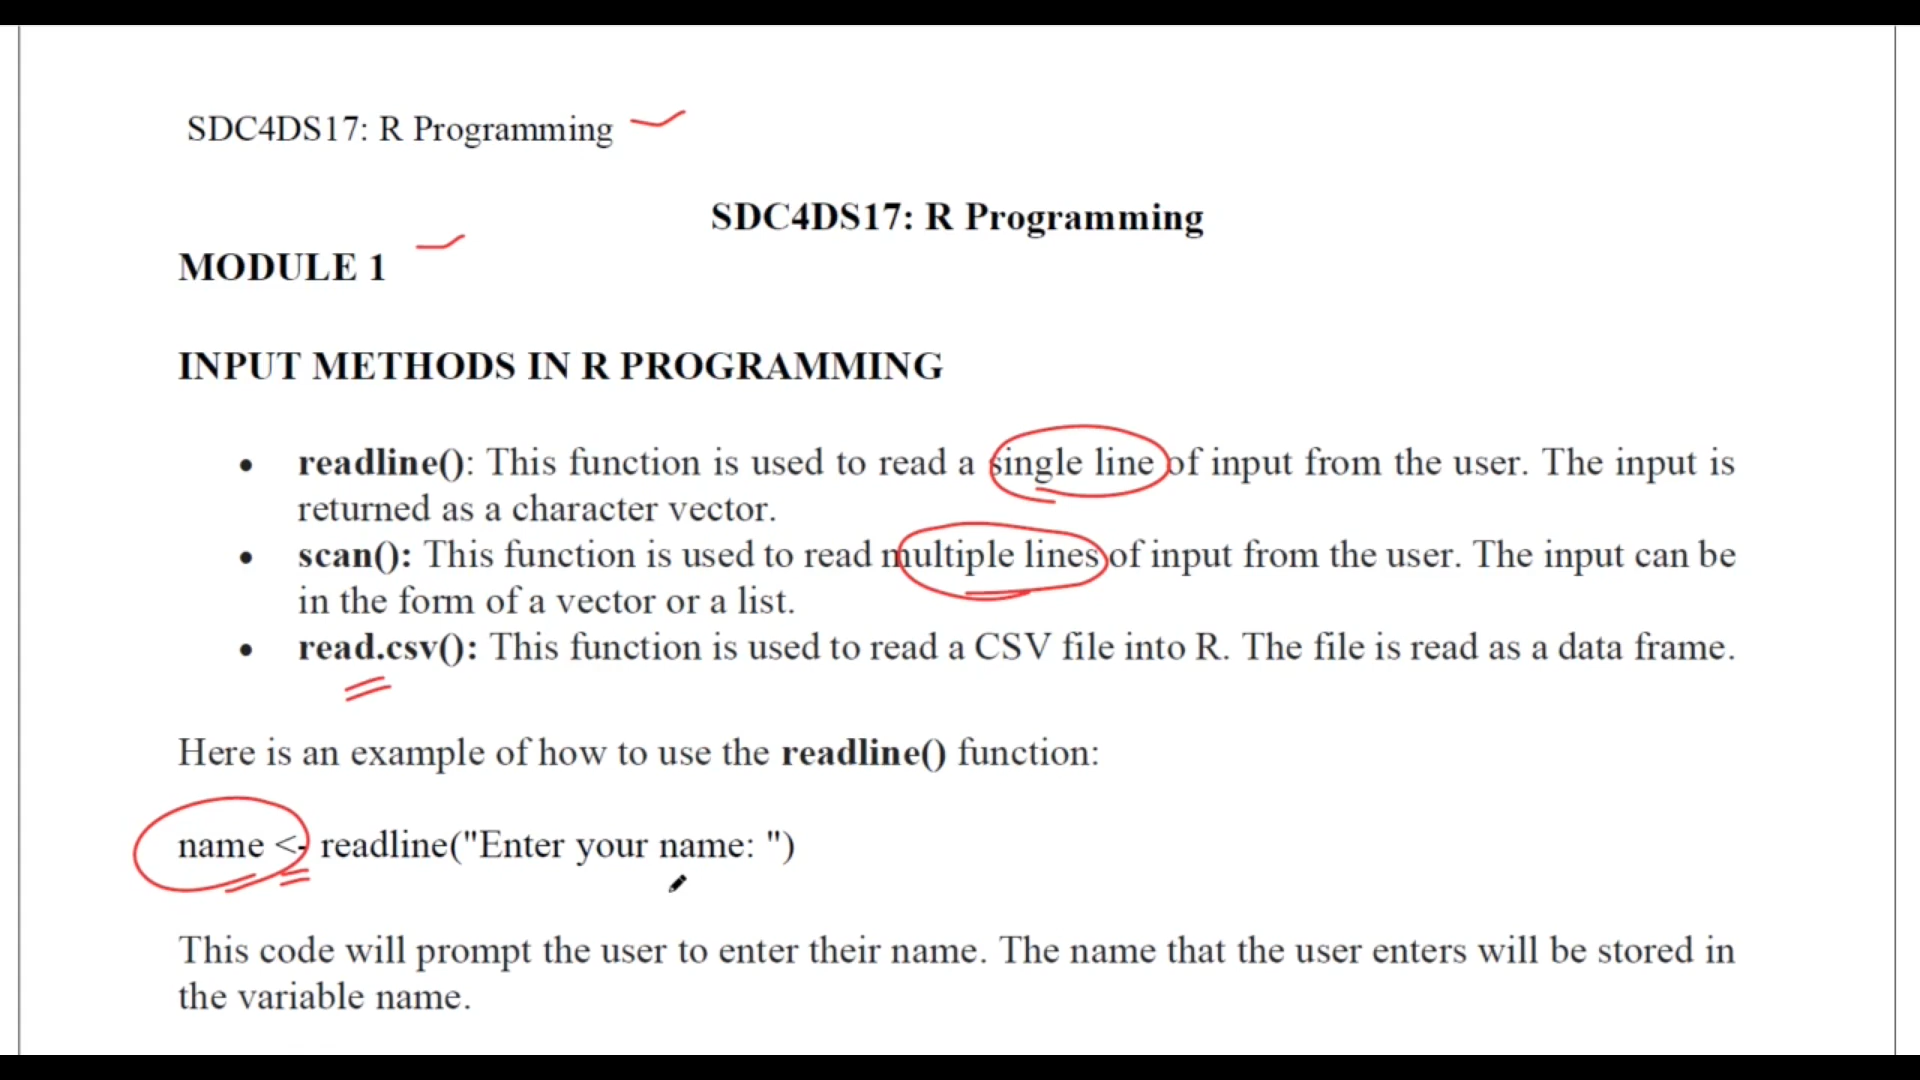 SDC4DS17: R Programming
SDC4DS17: R Programming
MODULE 1
INPUT METHODS IN R PROGRAMMING
• readline(): This function is used to read a single line of input from the user. The input is
returned as a character vector.
• scan(): This function is used to read multiple lines of input from the user. The input can be
in the form of a vector or a list.
• read.csv(): This function is used to read a CSV file into R. The file is read as a data frame.
Here is an example of how to use the readline() function:
name <- readline("Enter your name: ")
This code will prompt the user to enter their name. The name that the user enters will be stored in
the variable name.